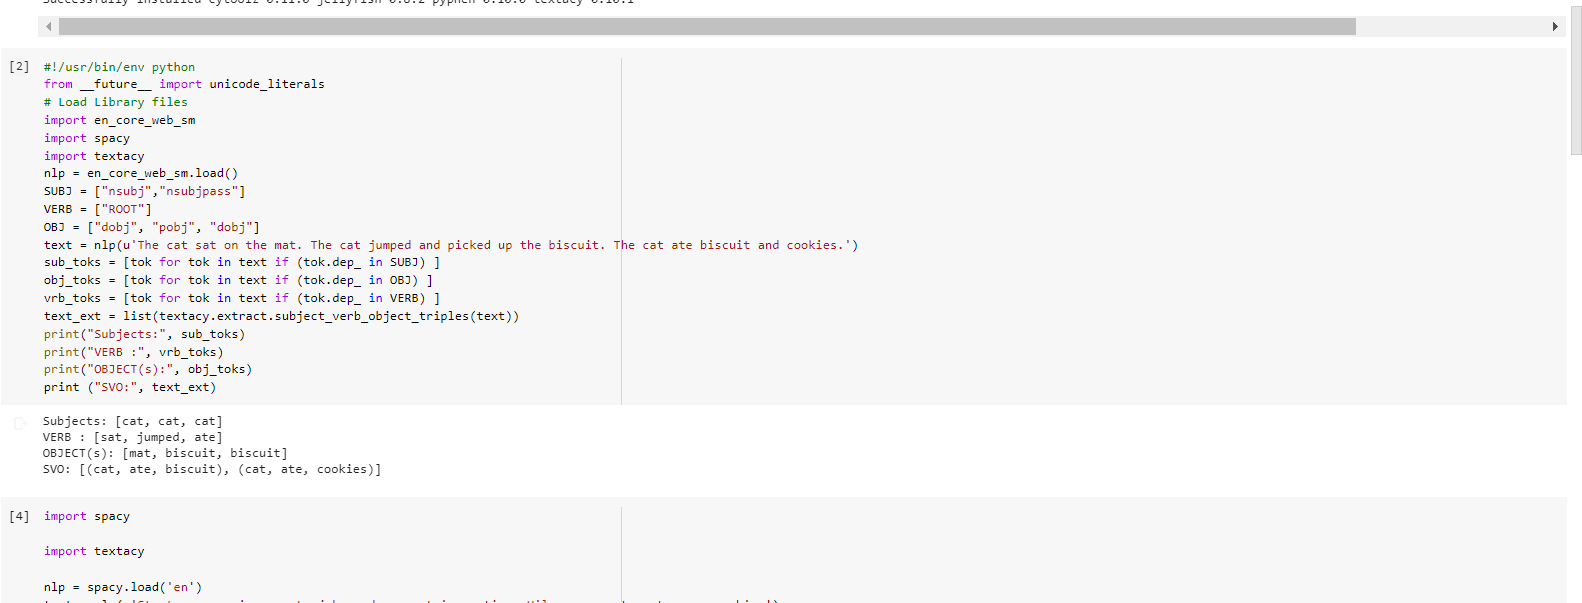 Successfully installed cytoolz-0.11.0 jellyfish-0.8.2 pyphen-0.10.0 textacy-0.10.1
[2] #!/usr/bin/env python
from __future__ import unicode_literals
# Load Library files
import en_core_web_sm
import spacy
import textacy
nlp = en_core_web_sm.load()
SUBJ = ["nsubj","nsubjpass"]
VERB = ["ROOT"]
OBJ = ["dobj", "pobj", "dobj"]
text = nlp(u'The cat sat on the mat. The cat jumped and picked up the biscuit. The cat ate biscuit and cookies.')
sub_toks = [tok for tok in text if (tok.dep_ in SUBJ) ]
obj_toks = [tok for tok in text if (tok.dep_ in OBJ) ]
vrb_toks = [tok for tok in text if (tok.dep_ in VERB) ]
text_ext = list(textacy.extract.subject_verb_object_triples(text))
print("Subjects:", sub_toks)
print("VERB :", vrb_toks)
print("OBJECT(s):", obj_toks)
print ("SVO:", text_ext)
Subjects: [cat, cat, cat]
VERB : [sat, jumped, ate]
OBJECT(s): [mat, biscuit, biscuit]
SVO: [(cat, ate, biscuit), (cat, ate, cookies)]
[4] import spacy
import textacy
nlp = spacy.load('en')